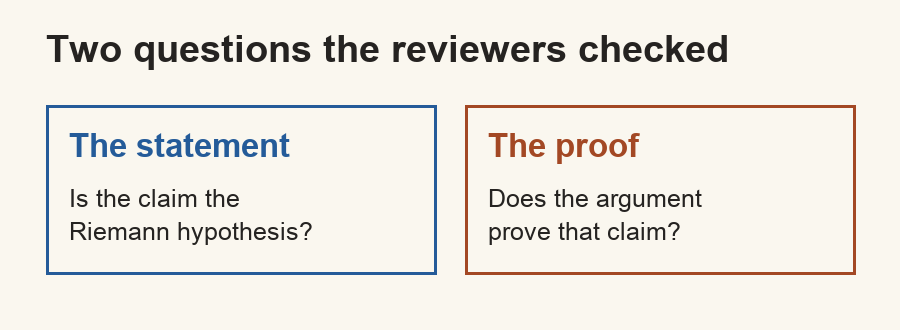 Two questions the reviewers checked
The statement
Is the claim the
Riemann hypothesis?
The proof
Does the argument
prove that claim?